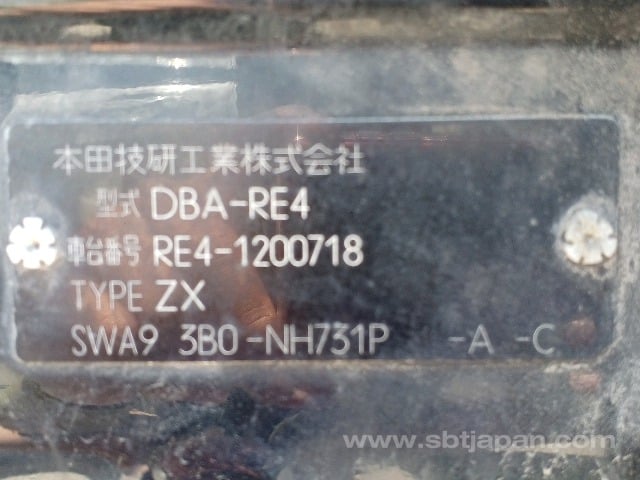 本田技研工業株式会社
型式 DBA-RE4
車台番号 RE4-1200718
TYPE ZX
SWA9 3B0-NH731P -A -C
www.sbtjapan.com